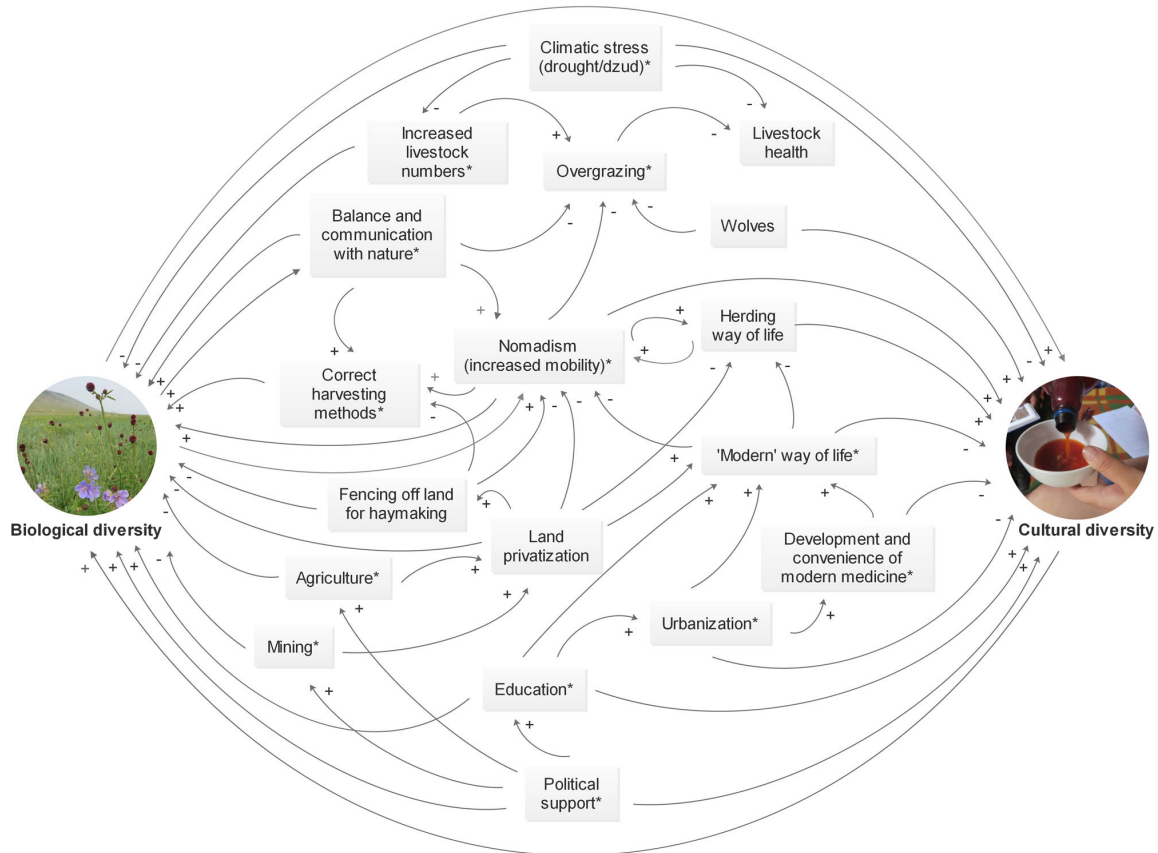 Climatic stress
(drought/dzud)*
Increased
livestock
numbers*
Overgrazing*
Livestock
health
Balance and
communication
with nature*
Wolves
Nomadism
(increased mobility)*
Herding
way of life
Correct
harvesting
methods*
'Modern' way of life*
Biological diversity
Cultural diversity
Fencing off land
for haymaking
Land
privatization
Development and
convenience of
modern medicine*
Agriculture*
Urbanization*
Mining*
Education*
Political
support*